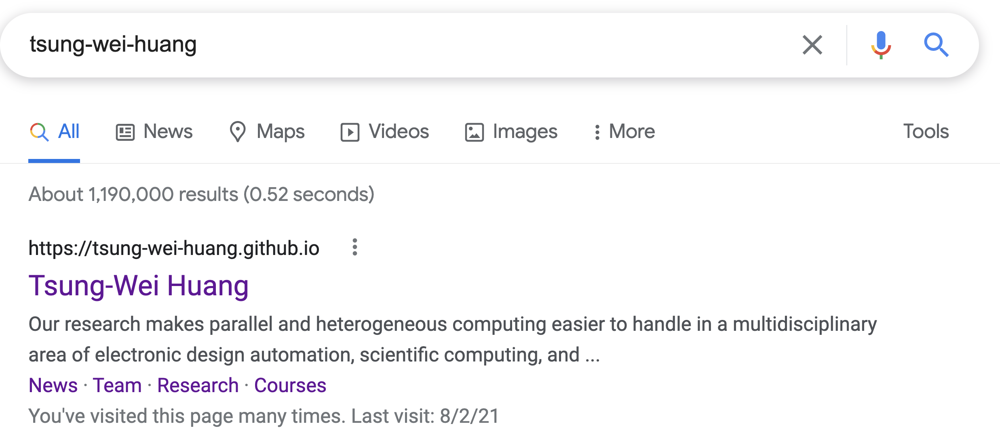 tsung-wei-huang
All News Maps Videos Images More Tools
About 1,190,000 results (0.52 seconds)
https://tsung-wei-huang.github.io
Tsung-Wei Huang
Our research makes parallel and heterogeneous computing easier to handle in a multidisciplinary
area of electronic design automation, scientific computing, and ...
News · Team · Research · Courses
You've visited this page many times. Last visit: 8/2/21